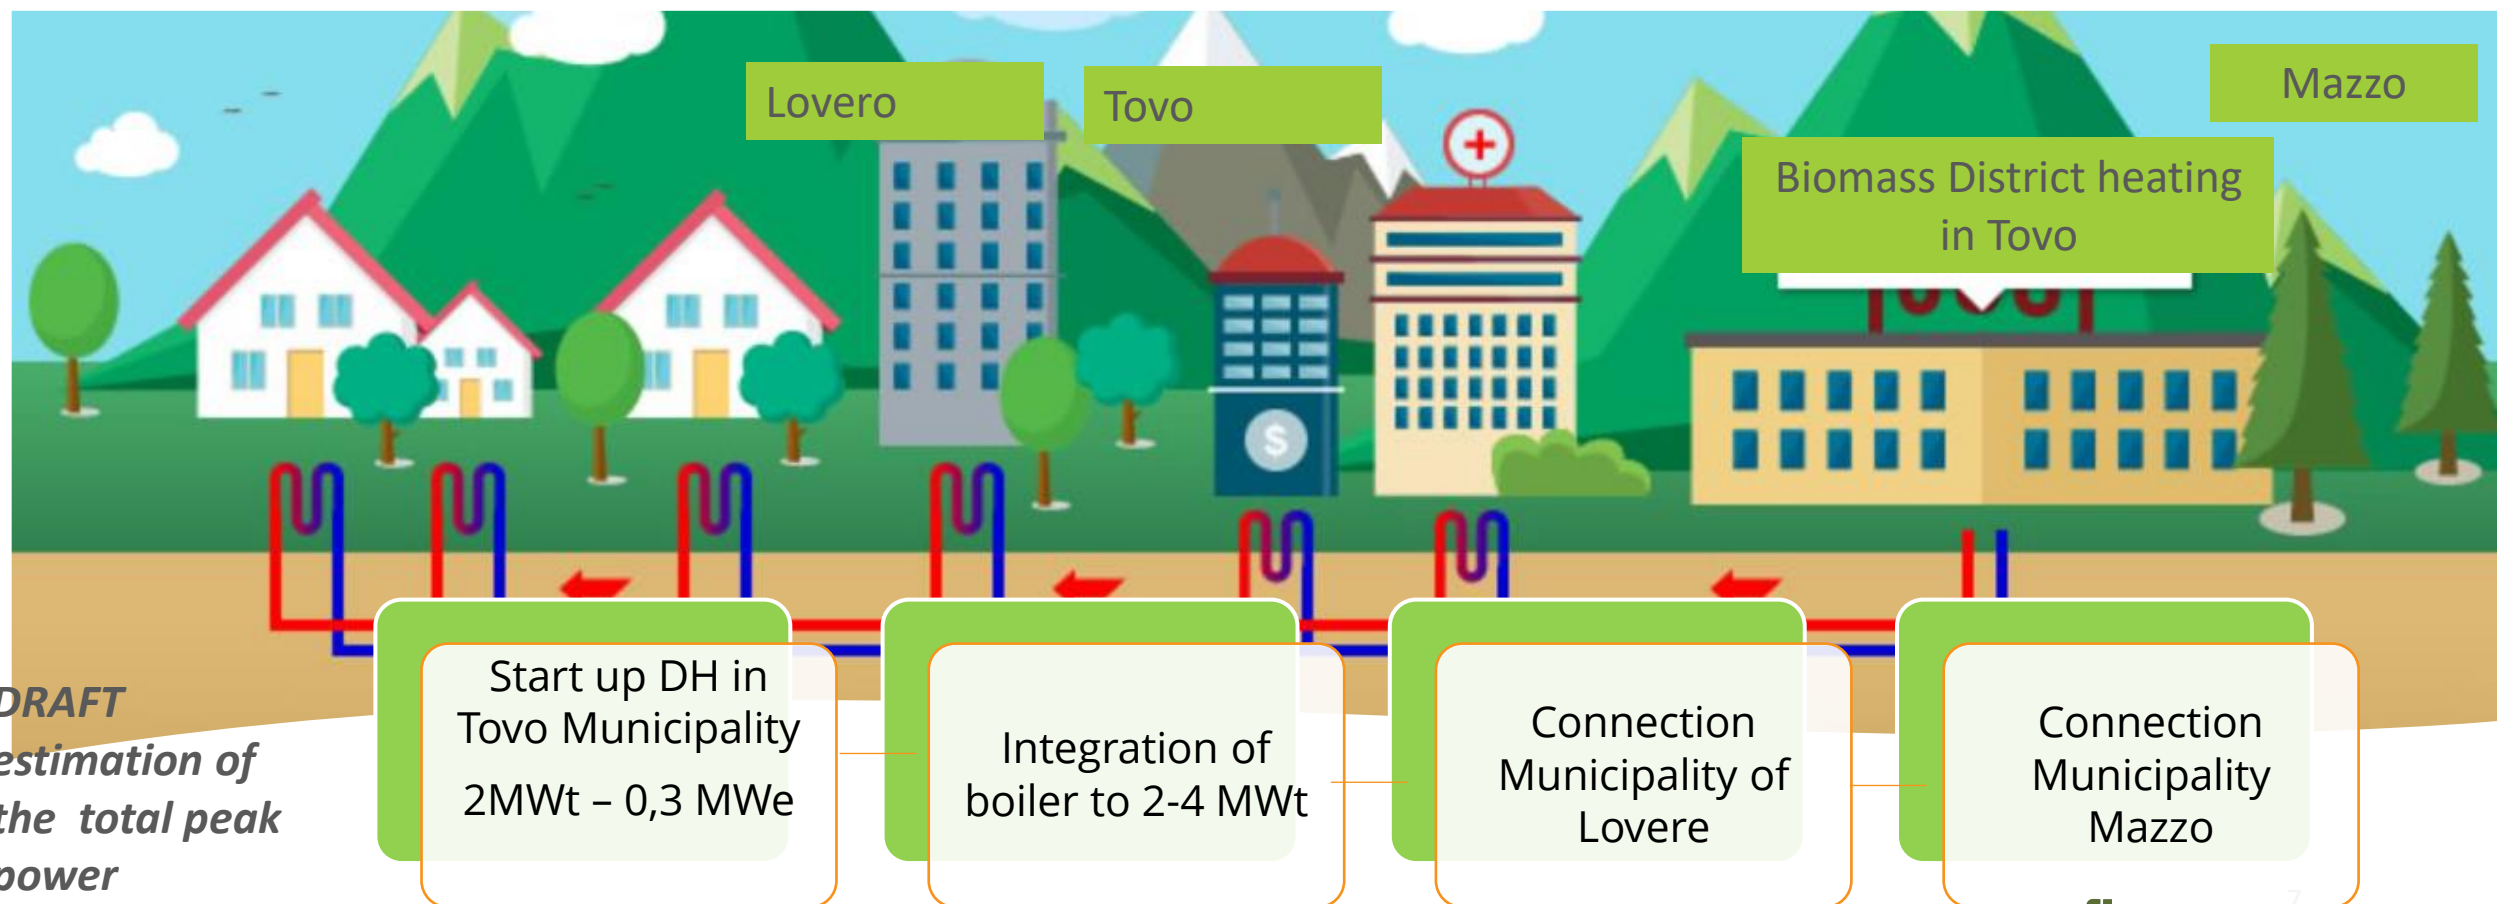 Lovero
Tovo
Mazzo
Biomass District heating
in Tovo
$
DRAFT
estimation of
the total peak
power
Start up DH in
Tovo Municipality
2MWt – 0,3 MWe
Integration of
boiler to 2-4 MWt
Connection
Municipality of
Lovere
Connection
Municipality
Mazzo
7